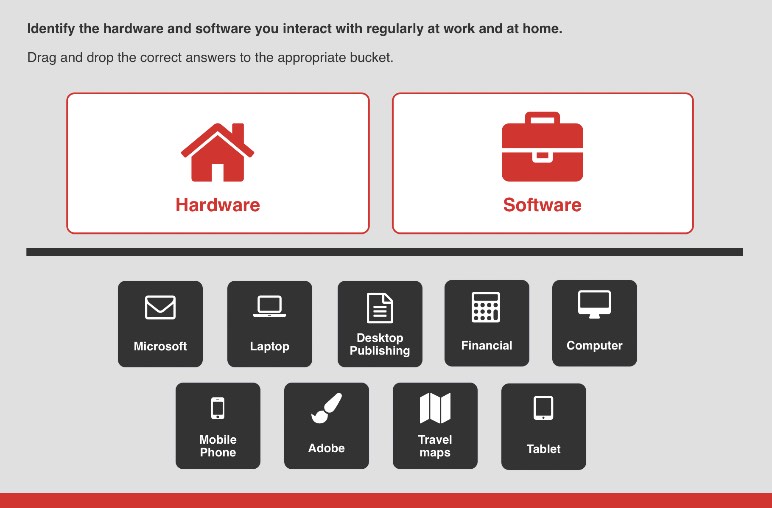 Identify the hardware and software you interact with regularly at work and at home.
Drag and drop the correct answers to the appropriate bucket.
Hardware
Software
Microsoft
Laptop
Desktop
Publishing
Financial
Computer
Mobile
Phone
Adobe
Travel
maps
Tablet